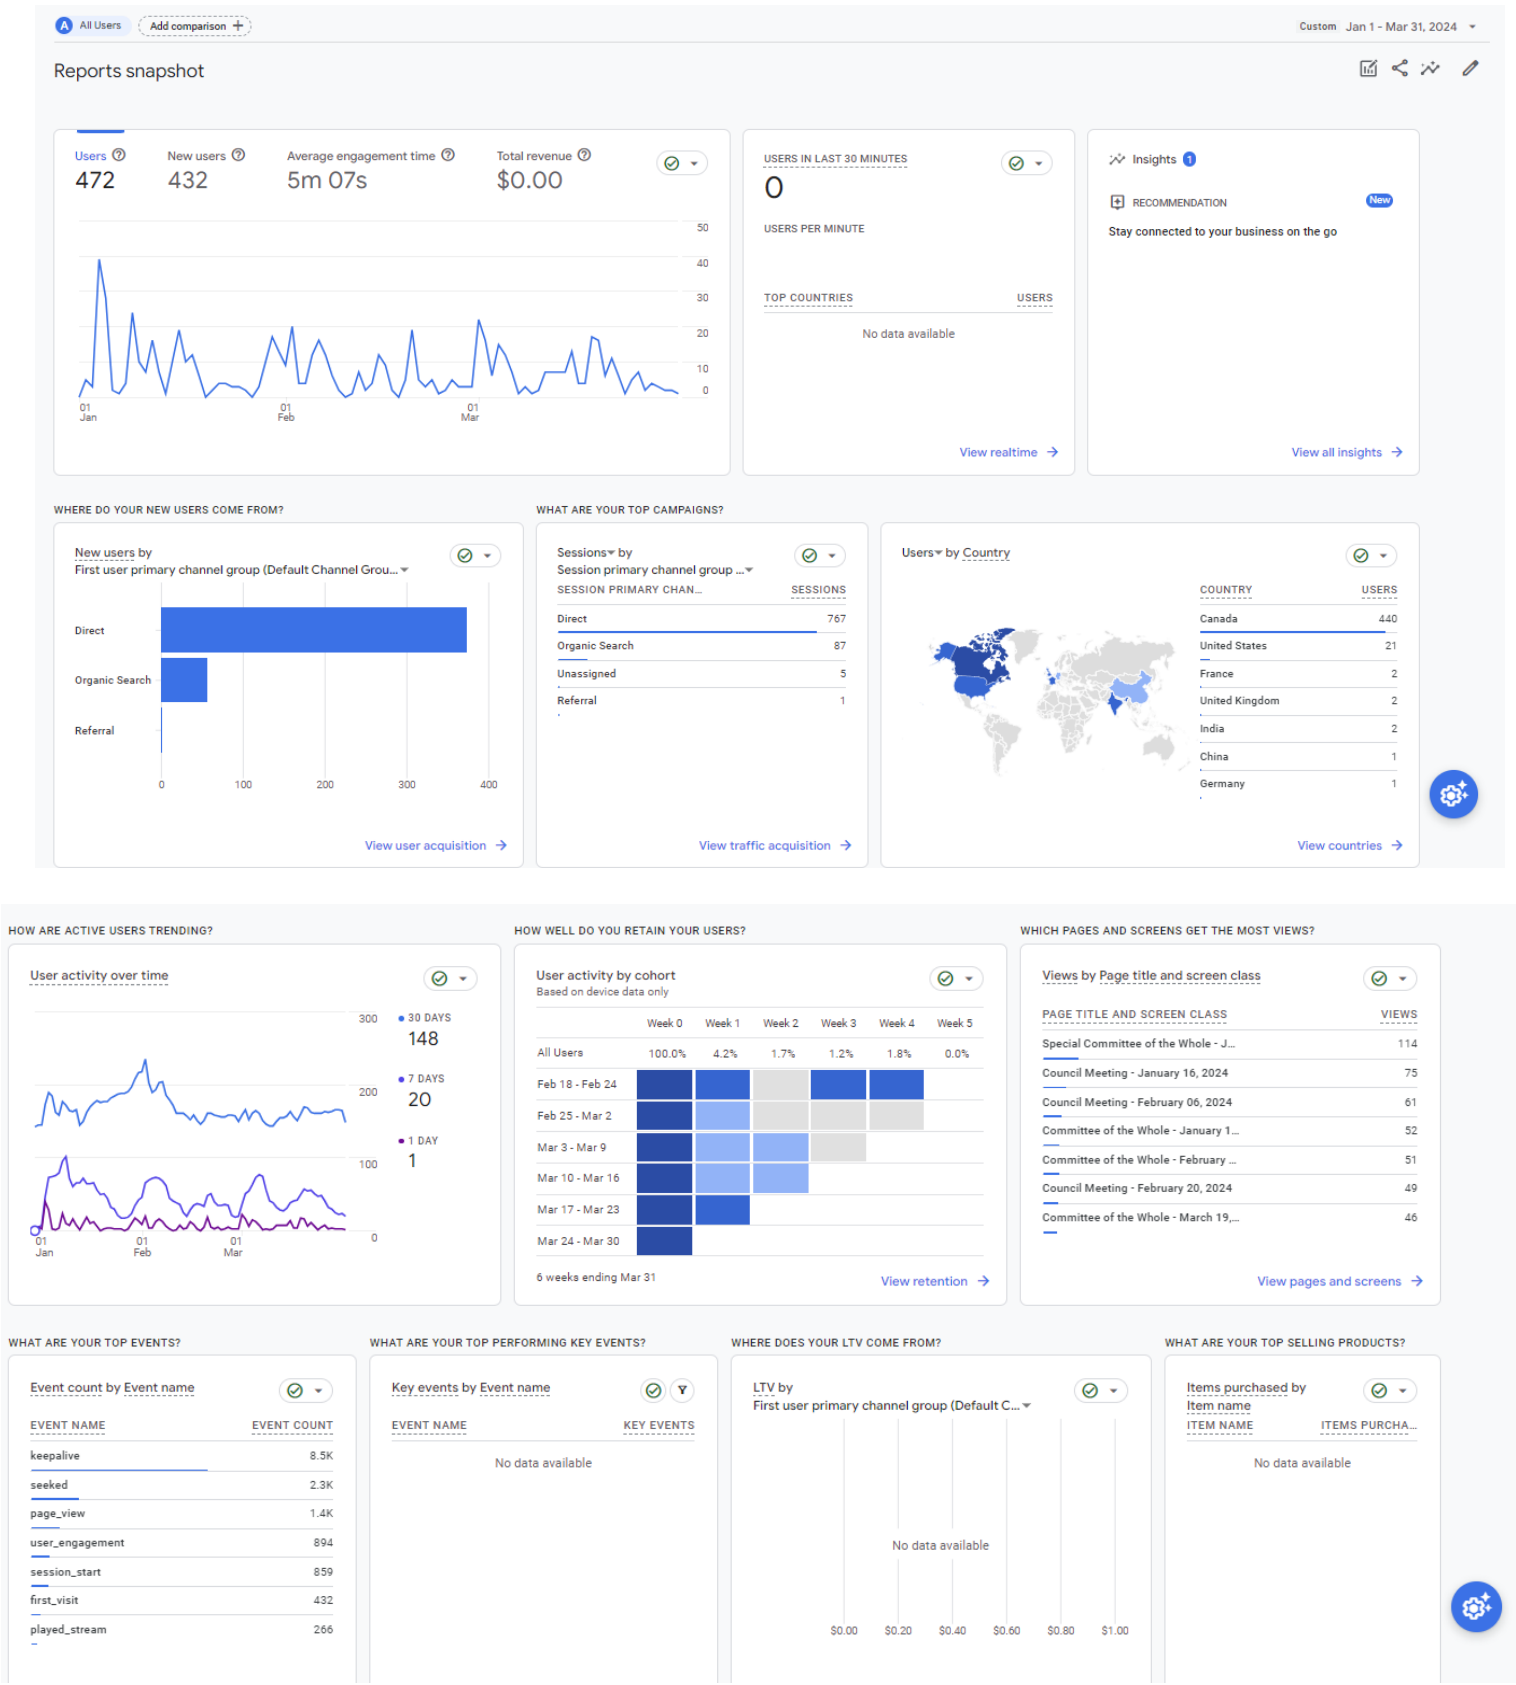 A All Users Add comparison + Custom Jan 1 - Mar 31, 2024
Reports snapshot
Users New users Average engagement time Total revenue
472 432 5m 07s $0.00
50
40
30
20
10
0
01 01 01
Jan Feb Mar
USERS IN LAST 30 MINUTES
0
USERS PER MINUTE
TOP COUNTRIES USERS
No data available
View realtime
Insights 1
RECOMMENDATION New
Stay connected to your business on the go
View all insights
WHERE DO YOUR NEW USERS COME FROM?
New users by
First user primary channel group (Default Channel Grou...
Direct
Organic Search
Referral
0 100 200 300 400
View user acquisition
WHAT ARE YOUR TOP CAMPAIGNS?
Sessions by
Session primary channel group ...
SESSION PRIMARY CHAN... SESSIONS
Direct 767
Organic Search 87
Unassigned 5
Referral 1
View traffic acquisition
Users by Country
COUNTRY USERS
Canada 440
United States 21
France 2
United Kingdom 2
India 2
China 1
Germany 1
View countries
HOW ARE ACTIVE USERS TRENDING?
User activity over time
300
200
100
0
01 01 01
Jan Feb Mar
30 DAYS
148
7 DAYS
20
1 DAY
1
HOW WELL DO YOU RETAIN YOUR USERS?
User activity by cohort
Based on device data only
Week 0 Week 1 Week 2 Week 3 Week 4 Week 5
All Users 100.0% 4.2% 1.7% 1.2% 1.8% 0.0%
Feb 18 - Feb 24
Feb 25 - Mar 2
Mar 3 - Mar 9
Mar 10 - Mar 16
Mar 17 - Mar 23
Mar 24 - Mar 30
6 weeks ending Mar 31
View retention
WHICH PAGES AND SCREENS GET THE MOST VIEWS?
Views by Page title and screen class
PAGE TITLE AND SCREEN CLASS VIEWS
Special Committee of the Whole - J... 114
Council Meeting - January 16, 2024 75
Council Meeting - February 06, 2024 61
Committee of the Whole - January 1... 52
Committee of the Whole - February ... 51
Council Meeting - February 20, 2024 49
Committee of the Whole - March 19,... 46
View pages and screens
WHAT ARE YOUR TOP EVENTS?
Event count by Event name
EVENT NAME EVENT COUNT
keepalive 8.5K
seeked 2.3K
page_view 1.4K
user_engagement 894
session_start 859
first_visit 432
played_stream 266
WHAT ARE YOUR TOP PERFORMING KEY EVENTS?
Key events by Event name
EVENT NAME KEY EVENTS
No data available
WHERE DOES YOUR LTV COME FROM?
LTV by
First user primary channel group (Default C...
No data available
$0.00 $0.20 $0.40 $0.60 $0.80 $1.00
WHAT ARE YOUR TOP SELLING PRODUCTS?
Items purchased by
Item name
ITEM NAME ITEMS PURCHA...
No data available